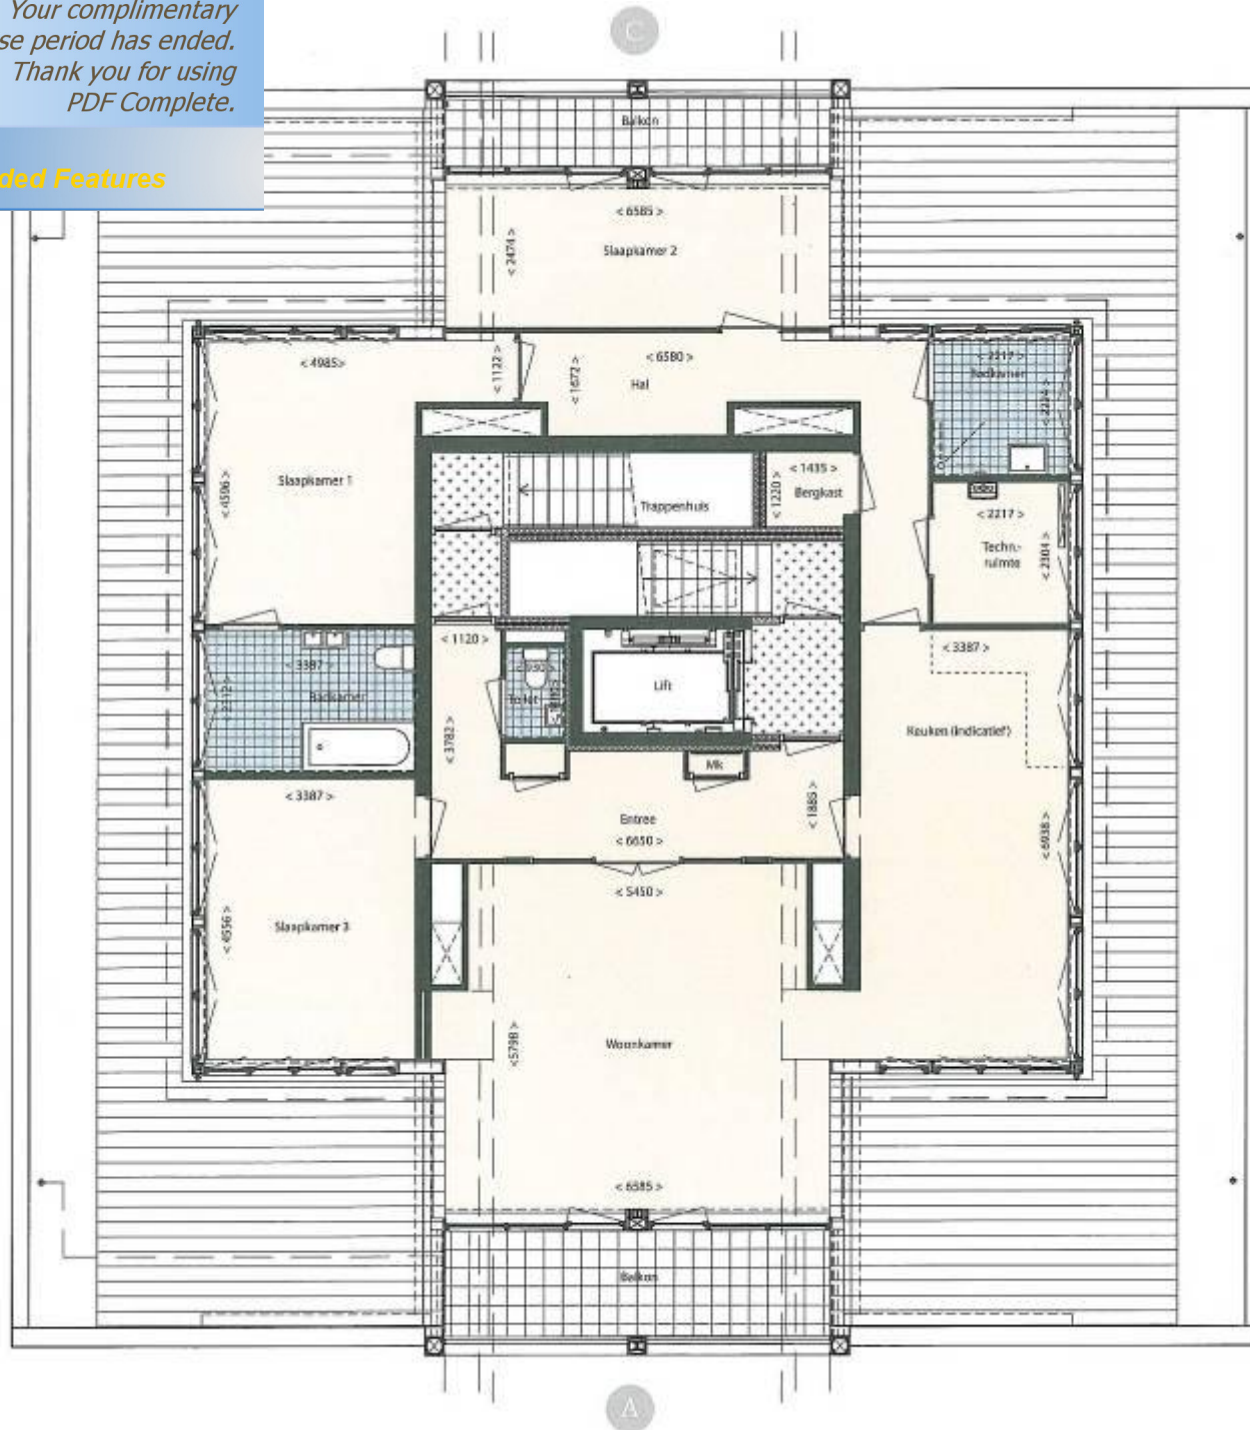 Your complimentary
se period has ended.
Thank you for using
PDF Complete.
ded Features
C
Balkon
< 6585 >
< 2474 >
Slaapkamer 2
< 4985>
< 1122 >
< 1672 >
< 6580 >
Hal
< 2217 >
Badkamer
< 4596 >
Slaapkamer 1
Trappenhuis
< 1435 >
< 1220 >
Bergkast
< 2217 >
Techn.-
ruimte
< 2304 >
< 1120 >
< 3387 >
Badkamer
Toilet
Lift
< 3387 >
Keuken (indicatief)
< 3782 >
Mk
< 3387 >
< 1885 >
Entree
< 6650 >
< 6938 >
< 5450 >
< 4556 >
Slaapkamer 3
<5798 >
Woonkamer
< 6585 >
Balkon
A